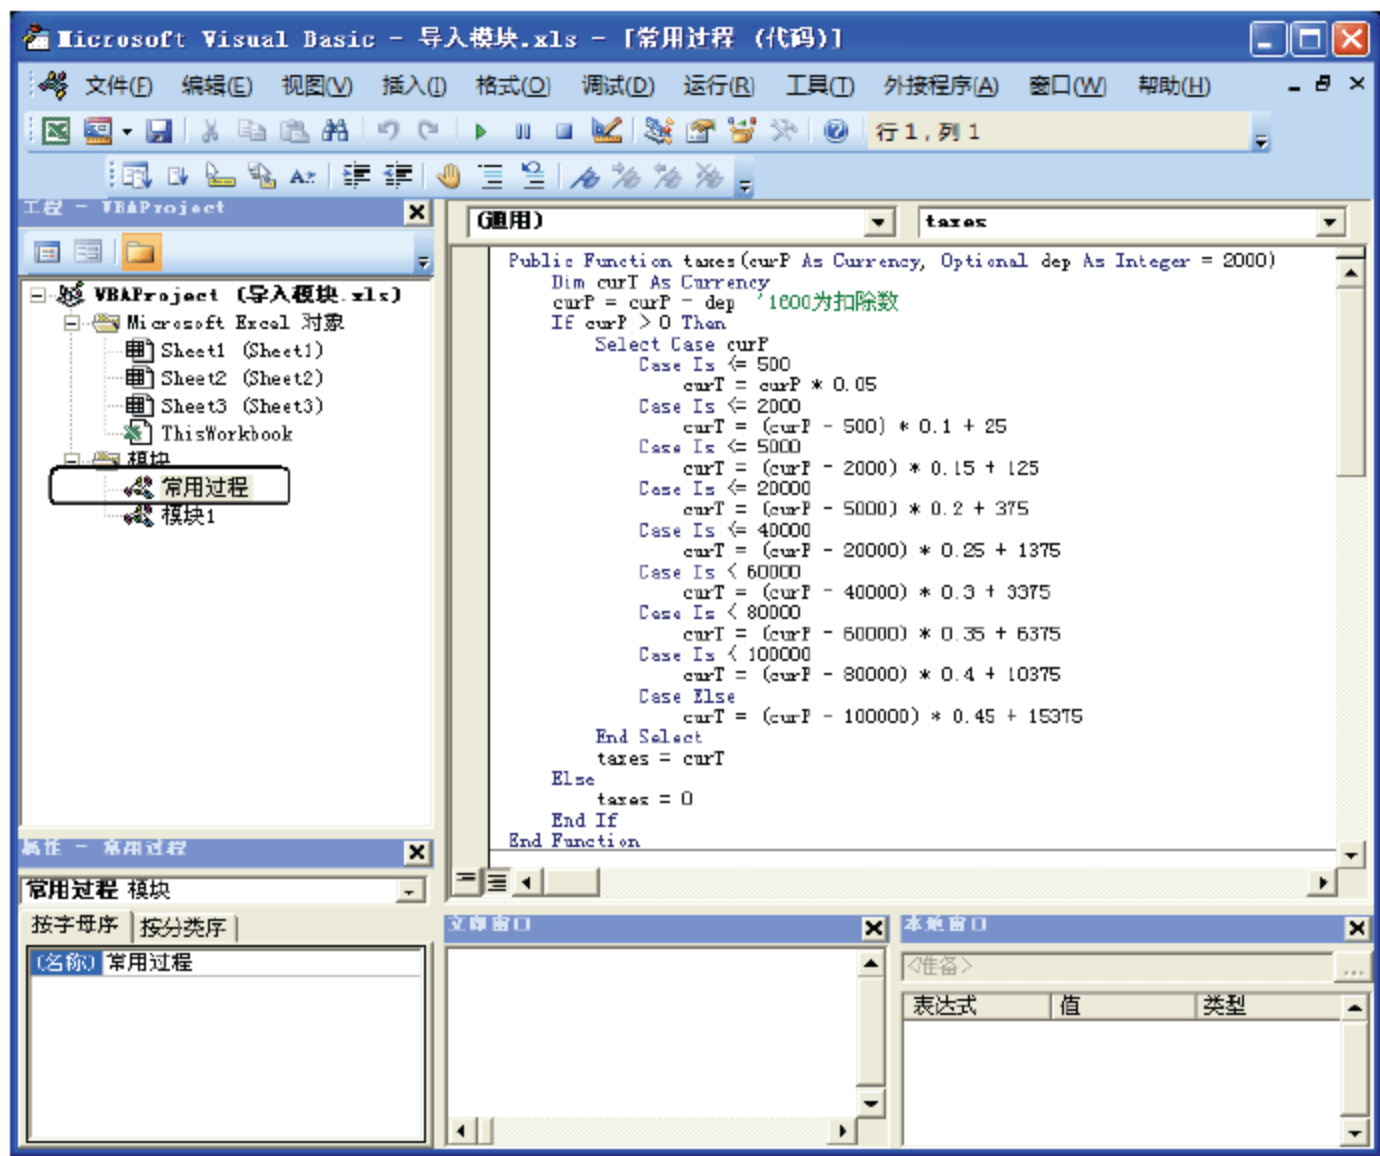 Microsoft Visual Basic - 导入模块.xls - [常用过程 (代码)]
文件(F) 编辑(E) 视图(V) 插入(I) 格式(O) 调试(D) 运行(R) 工具(T) 外接程序(A) 窗口(W) 帮助(H)
行 1, 列 1
工程 - VBAProject
VBAProject (导入模块.xls)
Microsoft Excel 对象
Sheet1 (Sheet1)
Sheet2 (Sheet2)
Sheet3 (Sheet3)
ThisWorkbook
模块
常用过程
模块1
属性 - 常用过程
常用过程 模块
按字母序 按分类序
(名称) 常用过程
(通用) taxes
Public Function taxes(curP As Currency, Optional dep As Integer = 2000)
Dim curT As Currency
curP = curP - dep '1600为扣除数
If curP > 0 Then
Select Case curP
Case Is <= 500
curT = curP * 0.05
Case Is <= 2000
curT = (curP - 500) * 0.1 + 25
Case Is <= 5000
curT = (curP - 2000) * 0.15 + 125
Case Is <= 20000
curT = (curP - 5000) * 0.2 + 375
Case Is <= 40000
curT = (curP - 20000) * 0.25 + 1375
Case Is < 60000
curT = (curP - 40000) * 0.3 + 3375
Case Is < 80000
curT = (curP - 60000) * 0.35 + 6375
Case Is < 100000
curT = (curP - 80000) * 0.4 + 10375
Case Else
curT = (curP - 100000) * 0.45 + 15375
End Select
taxes = curT
Else
taxes = 0
End If
End Function
立即窗口
本地窗口
<准备>
表达式 值 类型